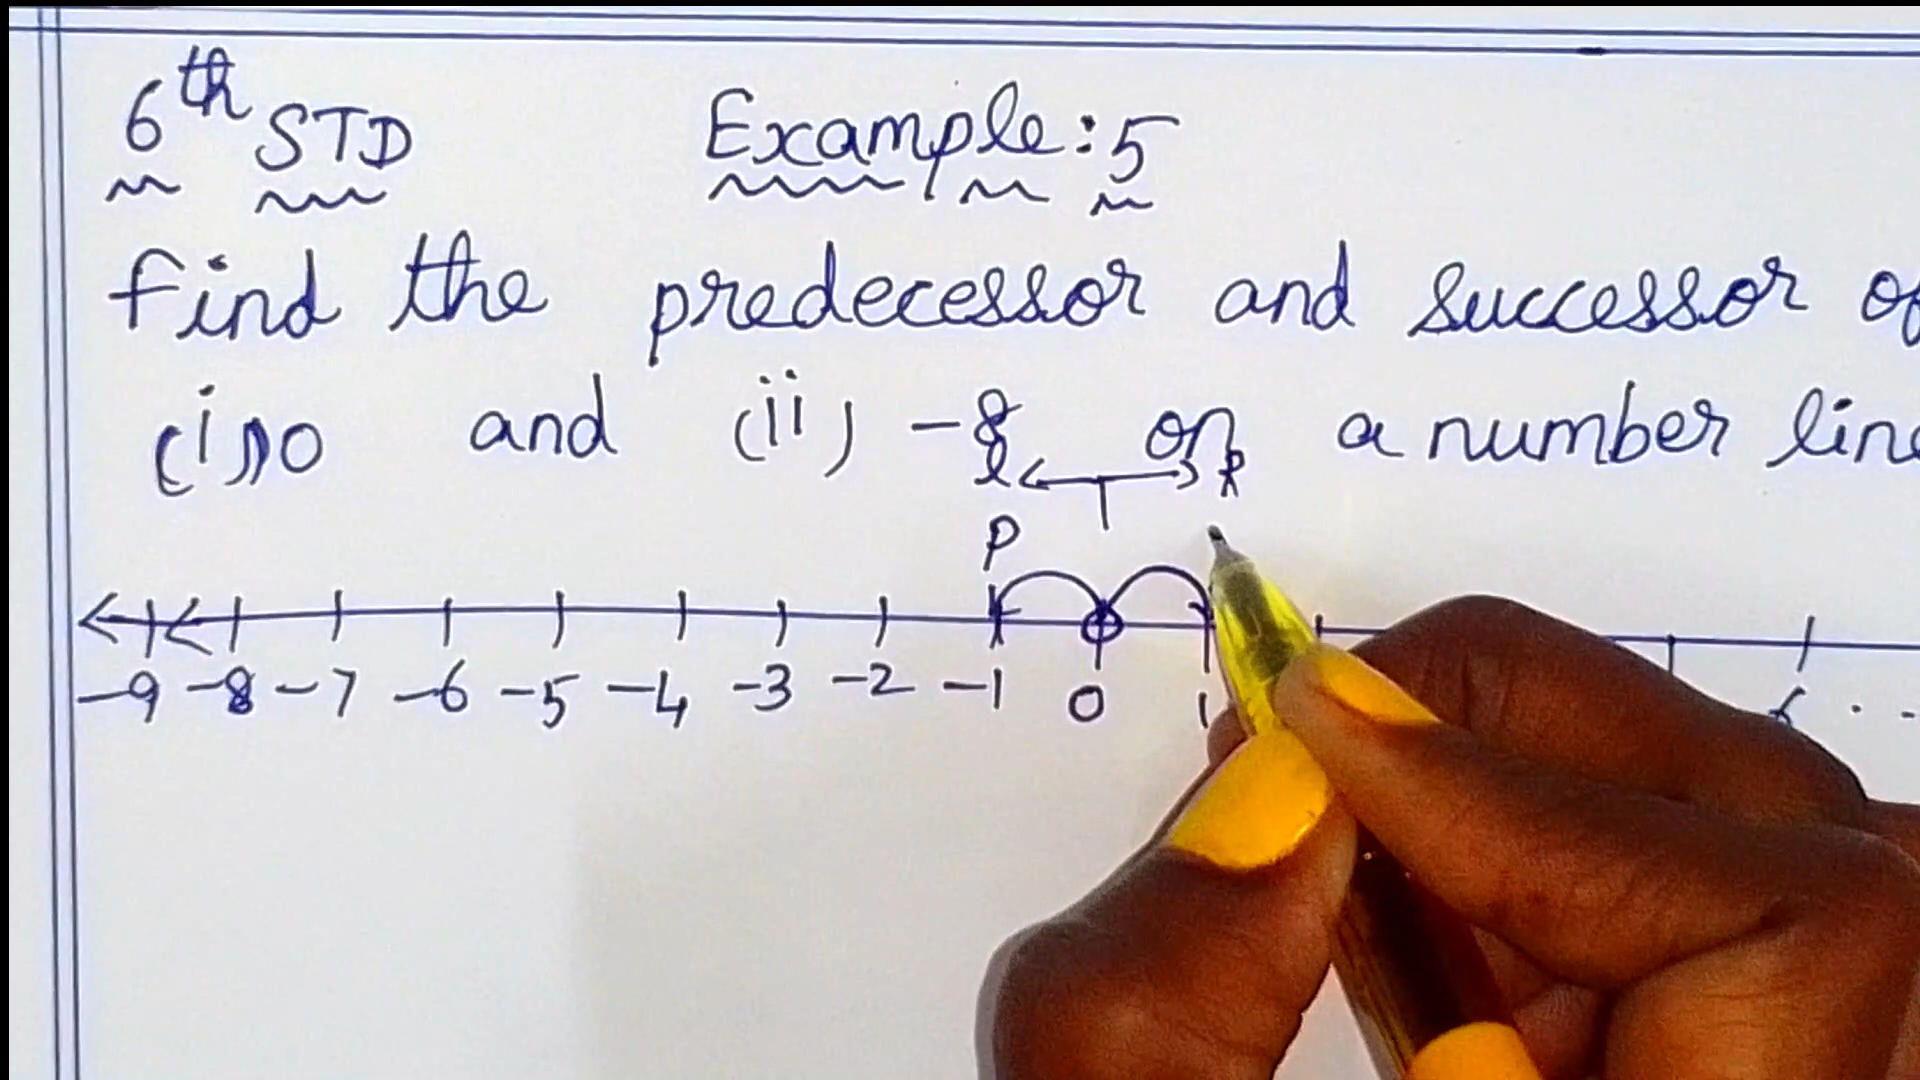 6th STD Example:5
Find the predecessor and successor of
(i) 0 and (ii) -8 on a number line
l R
P
-9 -8 -7 -6 -5 -4 -3 -2 -1 0 1 6 . .